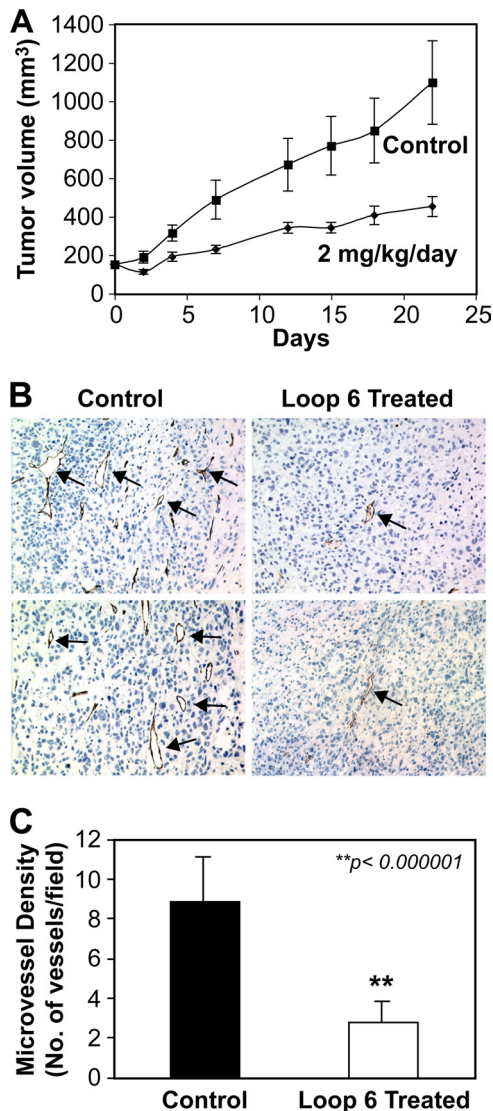 A
Tumor volume (mm³)
1400
1200
1000
800
600
400
200
0
Control
2 mg/kg/day
0 5 10 15 20 25
Days
B
Control Loop 6 Treated
C
Microvessel Density
(No. of vessels/field)
12
10
8
6
4
2
0
**p< 0.000001
**
Control Loop 6 Treated